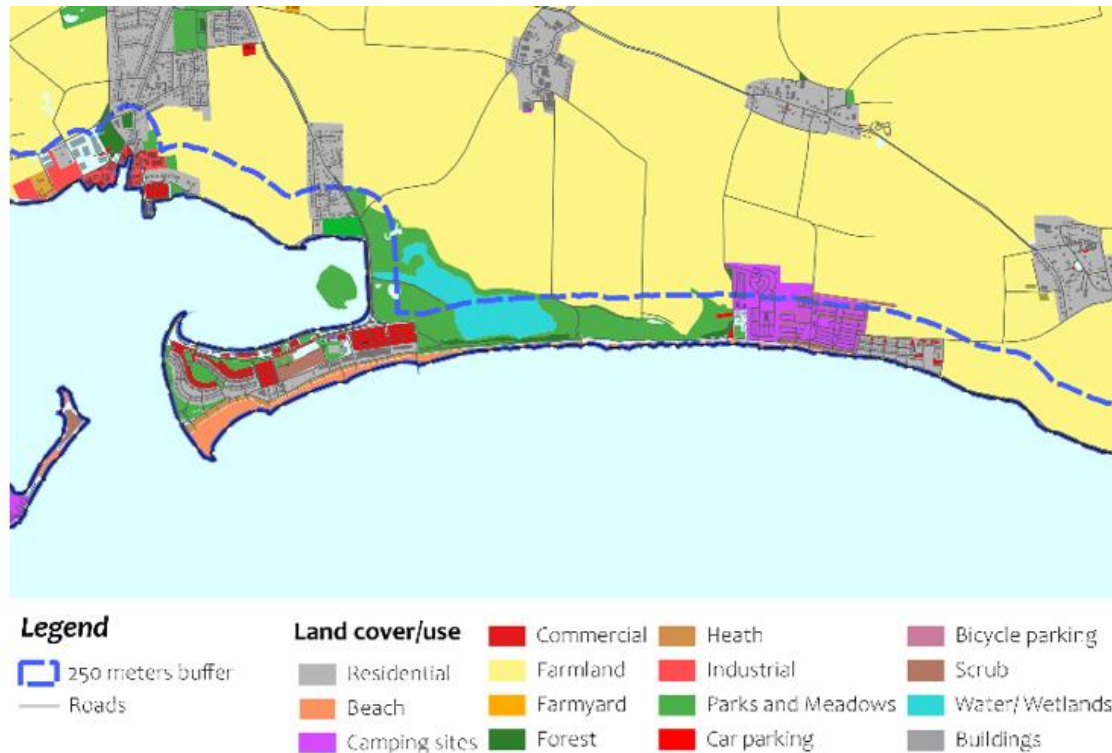 Legend
250 meters buffer
Roads
Land cover/use
Residential
Beach
Camping sites
Commercial
Farmland
Farmyard
Forest
Heath
Industrial
Parks and Meadows
Car parking
Bicycle parking
Scrub
Water/ Wetlands
Buildings